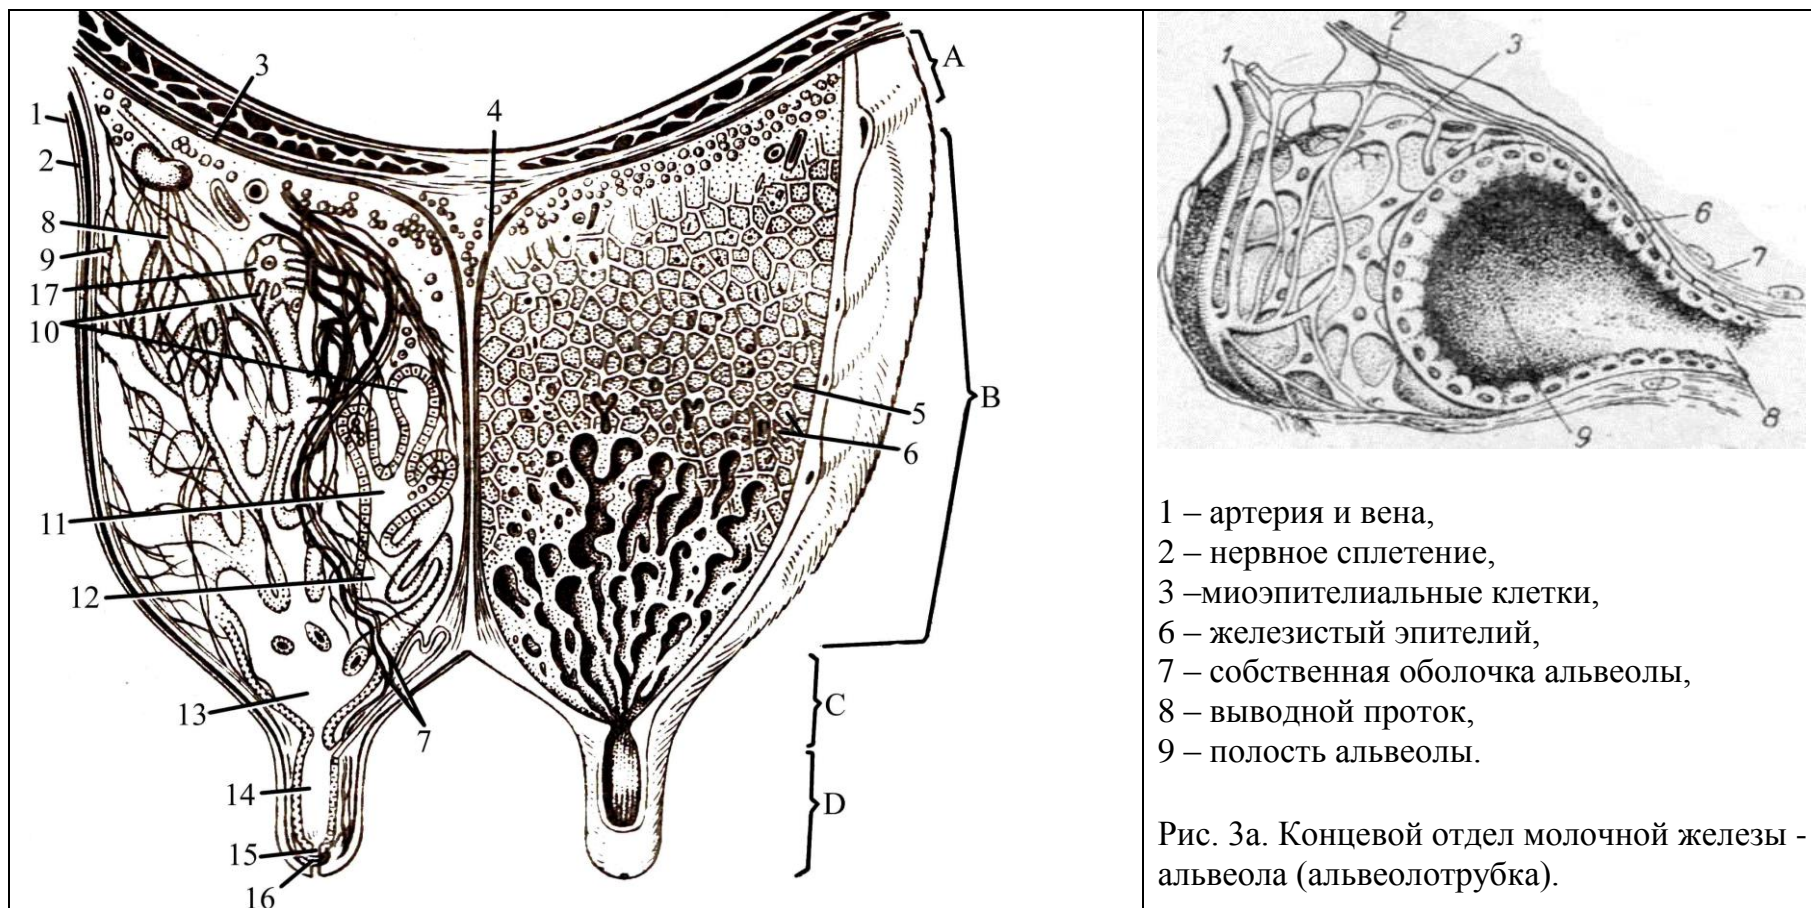 3
4
A
1
2
8
9
17
10
B
5
6
11
12
13
7
C
14
D
15
16
1
2
3
6
7
8
9
1 – артерия и вена,
2 – нервное сплетение,
3 –миоэпителиальные клетки,
6 – железистый эпителий,
7 – собственная оболочка альвеолы,
8 – выводной проток,
9 – полость альвеолы.
Рис. 3а. Концевой отдел молочной железы -
альвеола (альвеолотрубка).